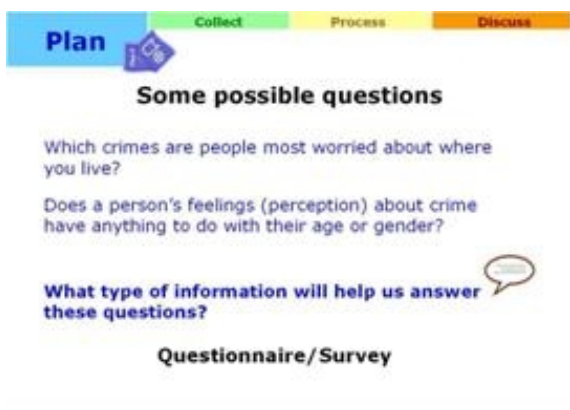 Plan
Collect
Process
Discuss
Some possible questions
Which crimes are people most worried about where
you live?
Does a person's feelings (perception) about crime
have anything to do with their age or gender?
What type of information will help us answer
these questions?
Questionnaire/Survey